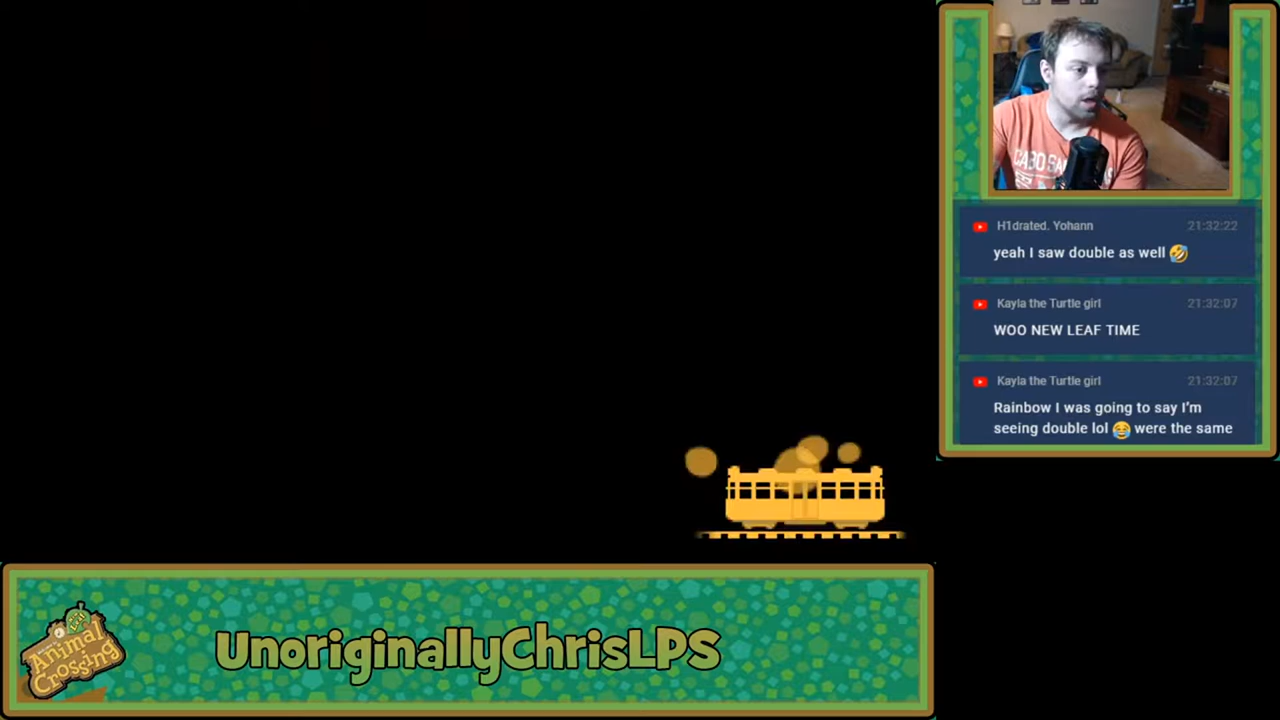 CABO SA
H1drated. Yohann 21:32:22
yeah I saw double as well 🤣
Kayla the Turtle girl 21:32:07
WOO NEW LEAF TIME
Kayla the Turtle girl 21:32:07
Rainbow I was going to say I'm
seeing double lol 😂 were the same
Animal
Crossing
UnoriginallyChrisLPS